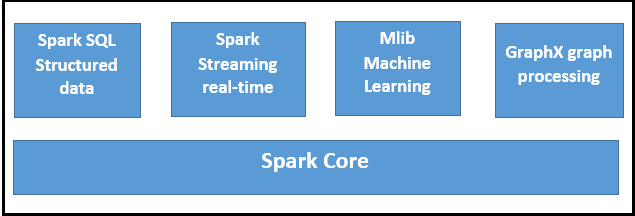 Spark SQL
Structured
data
Spark
Streaming
real-time
Mlib
Machine
Learning
GraphX graph
processing
Spark Core